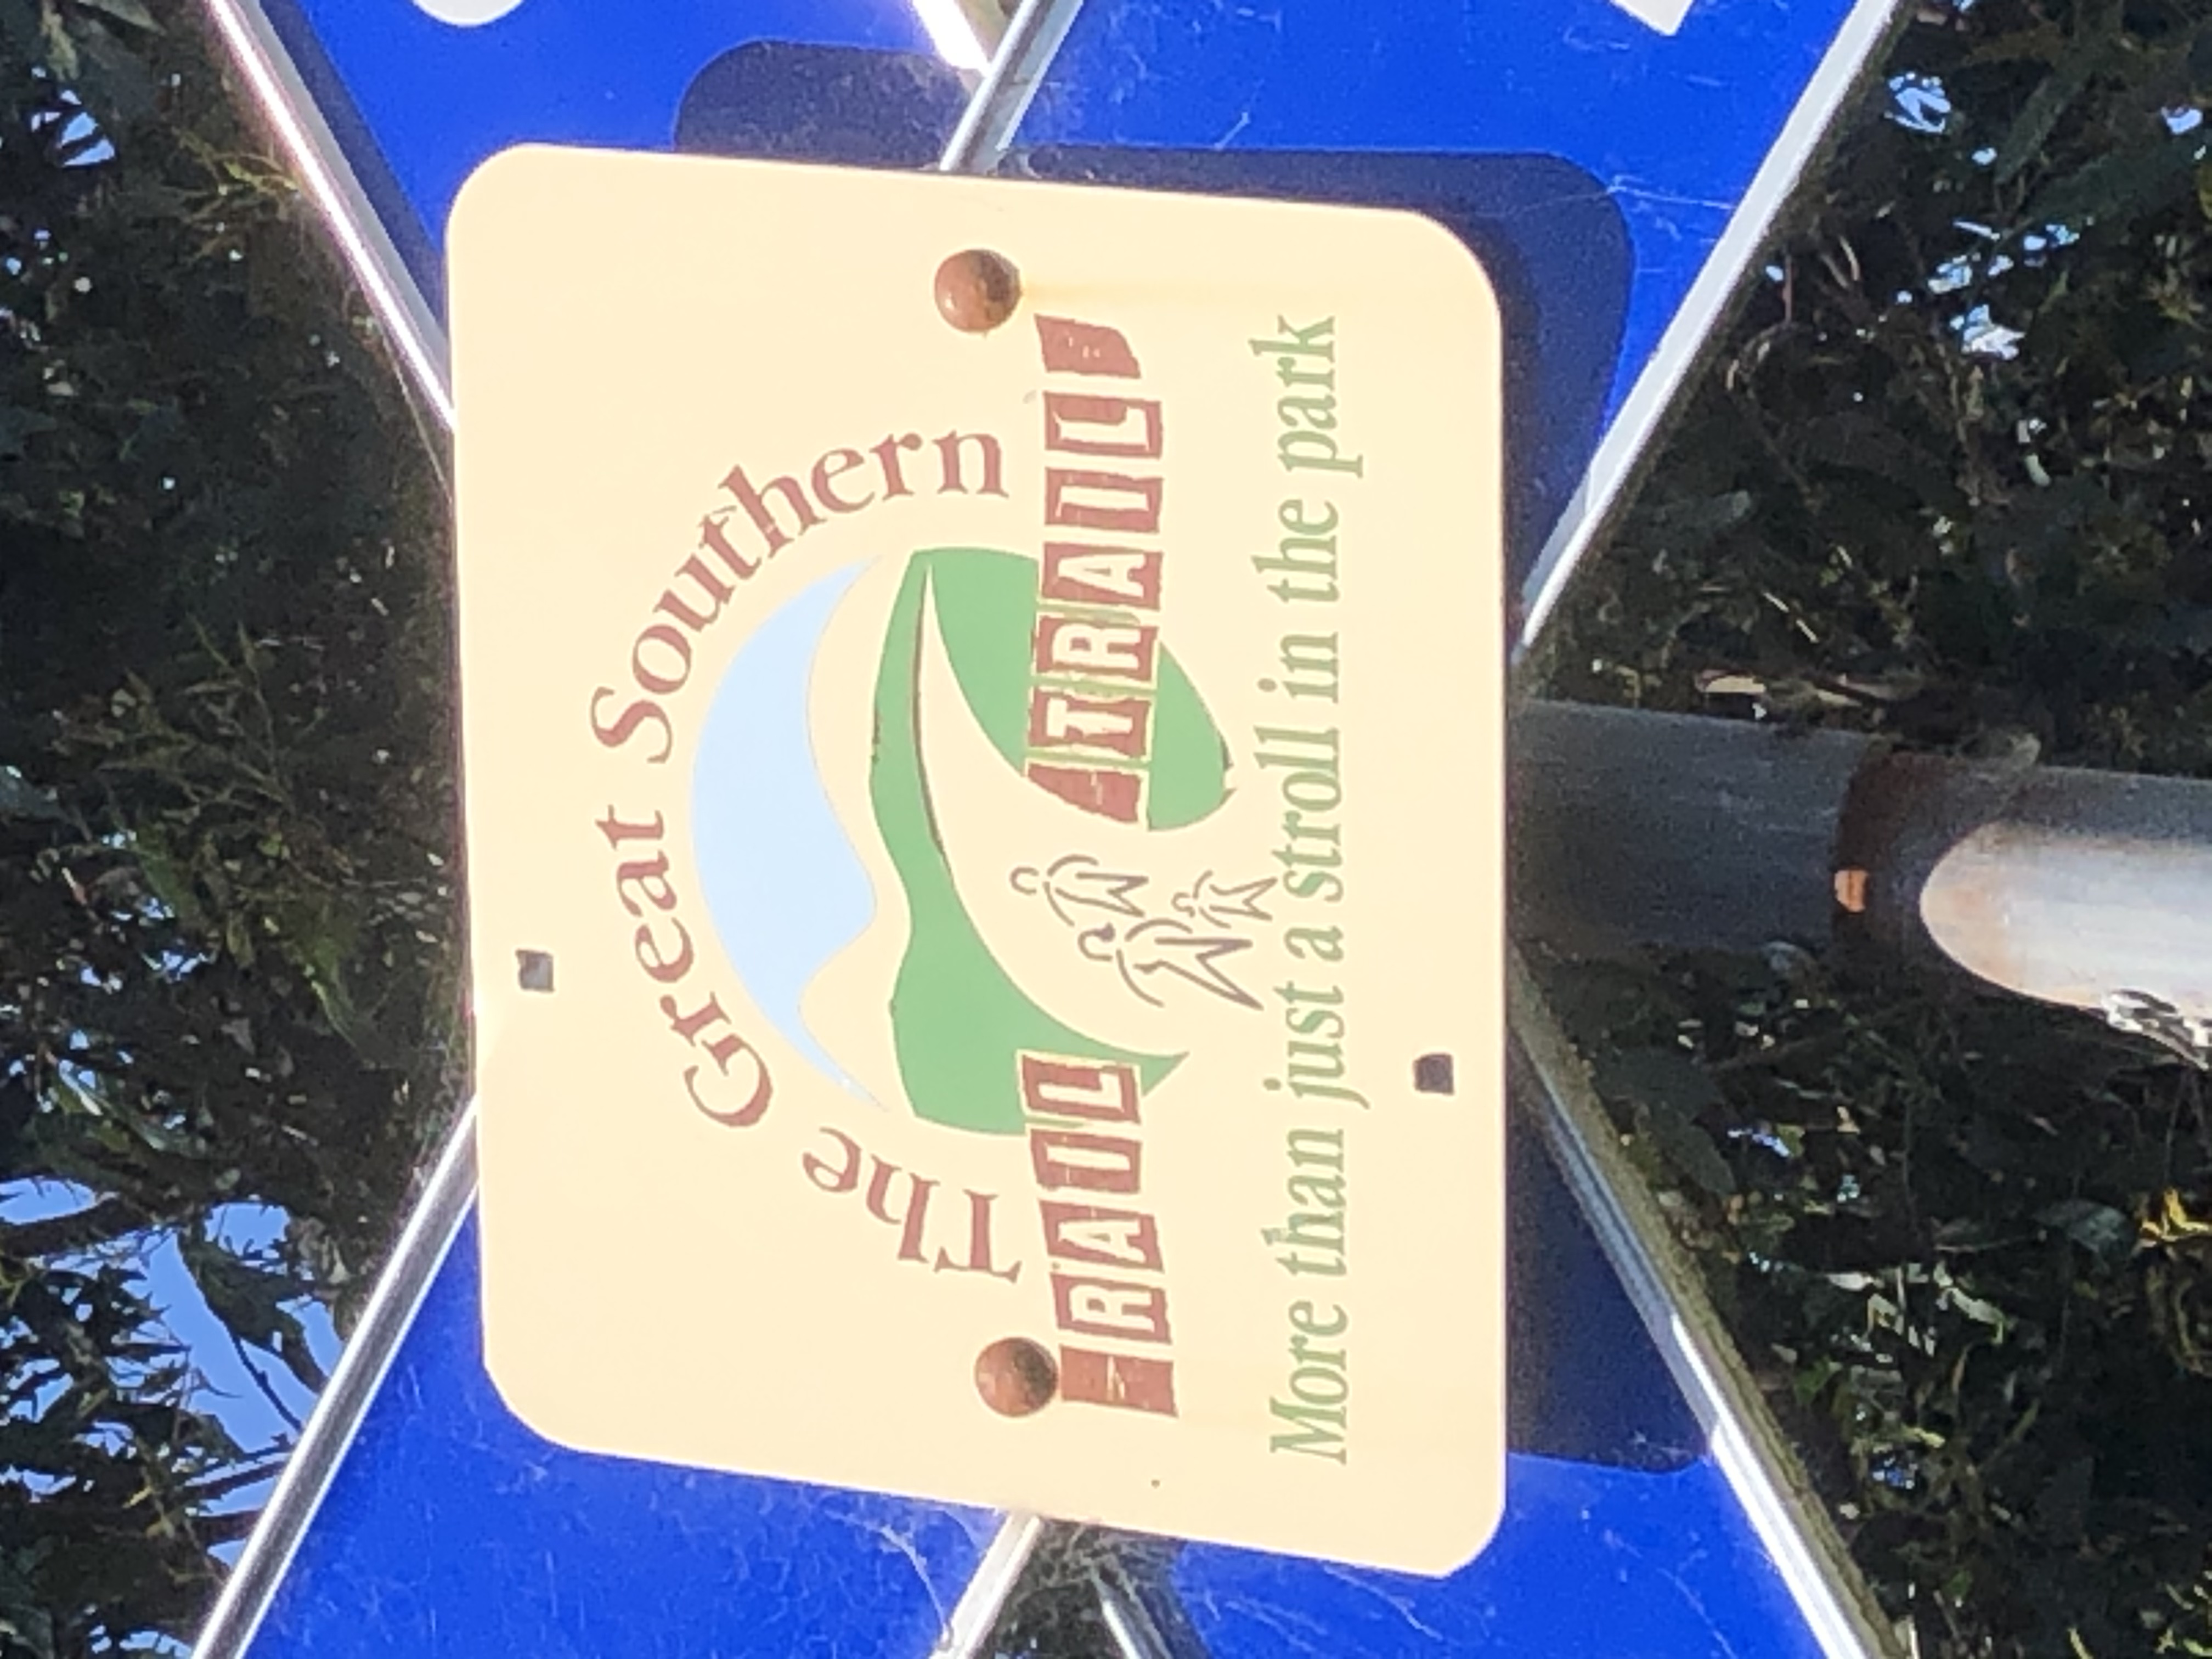 The Great Southern
RAIL TRAIL
More than just a stroll in the park